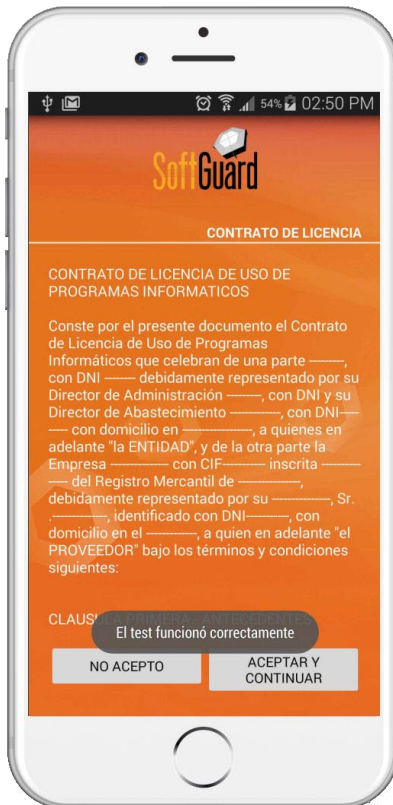 54% 02:50 PM
SoftGuard
CONTRATO DE LICENCIA
CONTRATO DE LICENCIA DE USO DE
PROGRAMAS INFORMATICOS
Conste por el presente documento el Contrato
de Licencia de Uso de Programas
Informáticos que celebran de una parte --------,
con DNI ------- debidamente representado por su
Director de Administración --------, con DNI y su
Director de Abastecimiento ------------, con DNI----
----- con domicilio en ----------------, a quienes en
adelante "la ENTIDAD", y de la otra parte la
Empresa ------------- con CIF---------- inscrita ---------
----- del Registro Mercantil de --------------,
debidamente representado por su --------------, Sr.
.-------------, identificado con DNI----------, con
domicilio en el ------------, a quien en adelante "el
PROVEEDOR" bajo los términos y condiciones
siguientes:
CLAUSULA PRIMERA - ANTECEDENTES
El test funcionó correctamente
NO ACEPTO
ACEPTAR Y
CONTINUAR